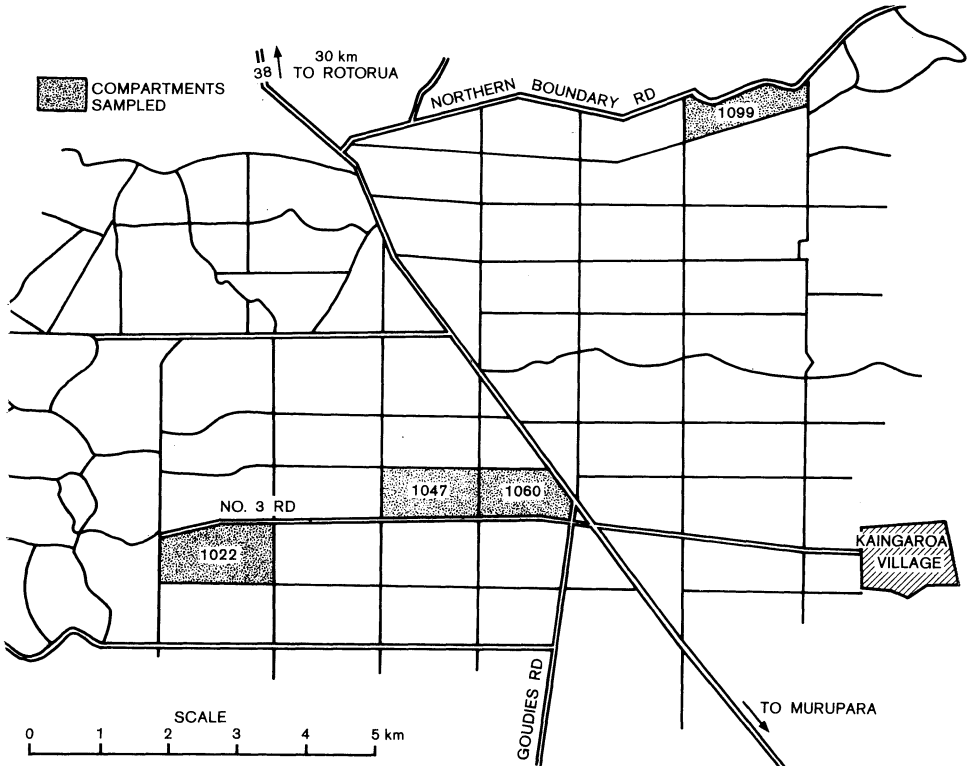 30 km
38 TO ROTORUA
COMPARTMENTS
SAMPLED
NORTHERN BOUNDARY RD
1099
1047
1060
NO. 3 RD
1022
KAINGAROA
VILLAGE
GOUDIES RD
TO MURUPARA
SCALE
0 1 2 3 4 5 km